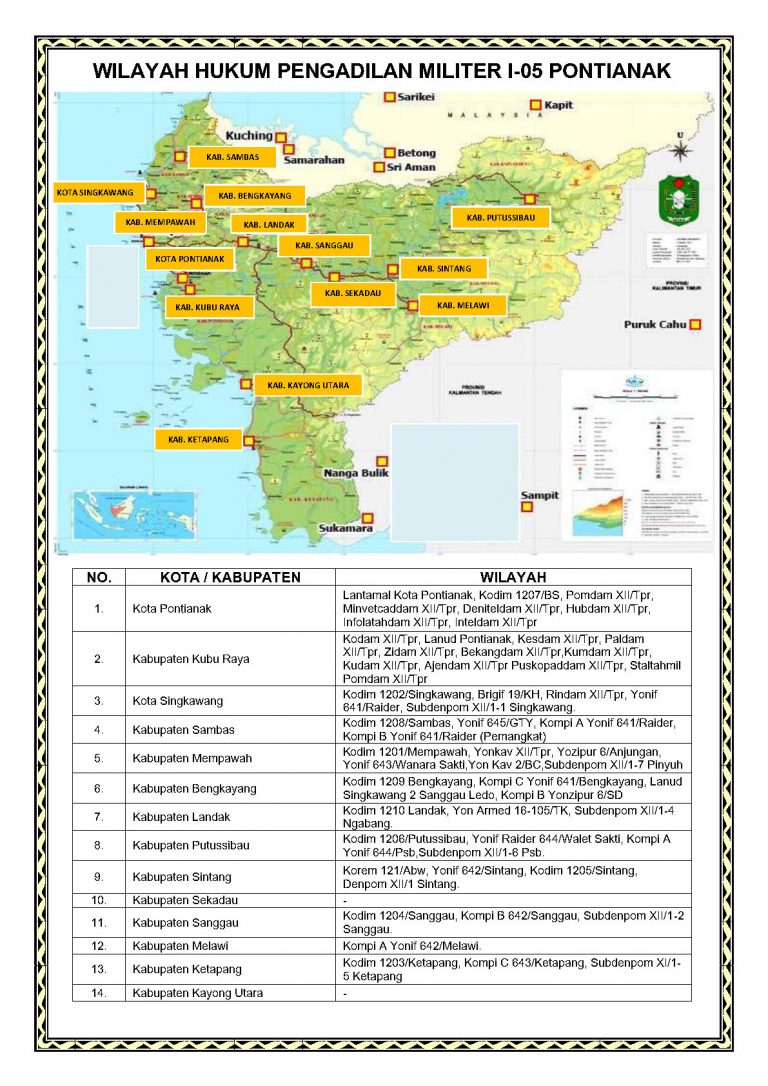 WILAYAH HUKUM PENGADILAN MILITER I-05 PONTIANAK
Sarikei
Kapit
MALAYSIA
Kuching
Samarahan
Betong
Sri Aman
U
KAB. SAMBAS
KOTA SINGKAWANG
KAB. BENGKAYANG
KAB. MEMPAWAH
KAB. LANDAK
KAB. PUTUSSIBAU
KAB. SANGGAU
KOTA PONTIANAK
KAB. SINTANG
KAB. SEKADAU
KAB. KUBU RAYA
KAB. MELAWI
PROVINSI
KALIMANTAN TIMUR
Puruk Cahu
KAB. KAYONG UTARA
PROVINSI
KALIMANTAN TENGAH
KAB. KETAPANG
Nanga Bulik
KAB. KETAPANG
Sampit
Sukamara
NO. KOTA / KABUPATEN WILAYAH
1. Kota Pontianak Lantamal Kota Pontianak, Kodim 1207/BS, Pomdam XII/Tpr,
Minvetcaddam XII/Tpr, Deniteldam XII/Tpr, Hubdam XII/Tpr,
Infolatahdam XII/Tpr, Inteldam XII/Tpr
2. Kabupaten Kubu Raya Kodam XII/Tpr, Lanud Pontianak, Kesdam XII/Tpr, Paldam
XII/Tpr, Zidam XII/Tpr, Bekangdam XII/Tpr,Kumdam XII/Tpr,
Kudam XII/Tpr, Ajendam XII/Tpr Puskopaddam XII/Tpr, Staltahmil
Pomdam XII/Tpr
3. Kota Singkawang Kodim 1202/Singkawang, Brigif 19/KH, Rindam XII/Tpr, Yonif
641/Raider, Subdenpom XII/1-1 Singkawang.
4. Kabupaten Sambas Kodim 1208/Sambas, Yonif 645/GTY, Kompi A Yonif 641/Raider,
Kompi B Yonif 641/Raider (Pemangkat)
5. Kabupaten Mempawah Kodim 1201/Mempawah, Yonkav XII/Tpr, Yozipur 6/Anjungan,
Yonif 643/Wanara Sakti,Yon Kav 2/BC,Subdenpom XII/1-7 Pinyuh
6. Kabupaten Bengkayang Kodim 1209 Bengkayang, Kompi C Yonif 641/Bengkayang, Lanud
Singkawang 2 Sanggau Ledo, Kompi B Yonzipur 6/SD
7. Kabupaten Landak Kodim 1210 Landak, Yon Armed 16-105/TK, Subdenpom XII/1-4
Ngabang.
8. Kabupaten Putussibau Kodim 1206/Putussibau, Yonif Raider 644/Walet Sakti, Kompi A
Yonif 644/Psb,Subdenpom XII/1-6 Psb.
9. Kabupaten Sintang Korem 121/Abw, Yonif 642/Sintang, Kodim 1205/Sintang,
Denpom XII/1 Sintang.
10. Kabupaten Sekadau -
11. Kabupaten Sanggau Kodim 1204/Sanggau, Kompi B 642/Sanggau, Subdenpom XII/1-2
Sanggau.
12. Kabupaten Melawi Kompi A Yonif 642/Melawi.
13. Kabupaten Ketapang Kodim 1203/Ketapang, Kompi C 643/Ketapang, Subdenpom XI/1-
5 Ketapang
14. Kabupaten Kayong Utara -